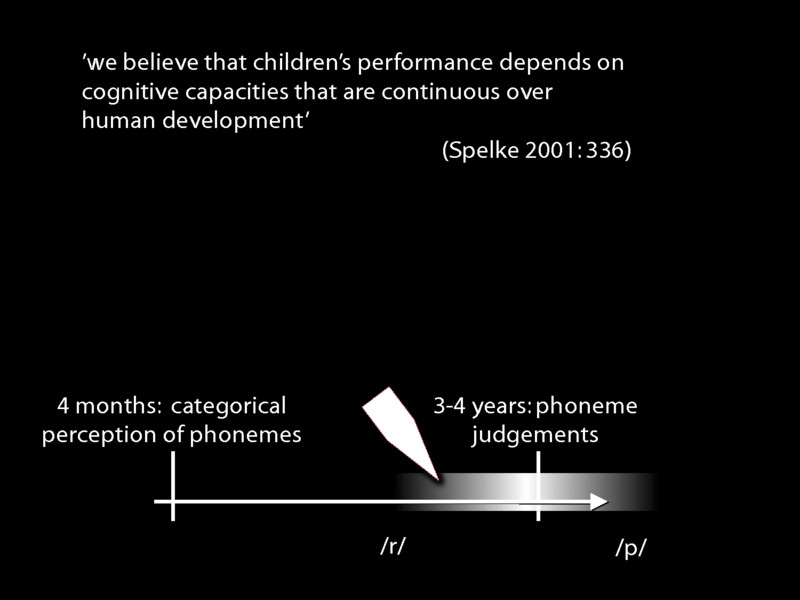 ’we believe that children’s performance depends on
cognitive capacities that are continuous over
human development’
(Spelke 2001: 336)
4 months: categorical
perception of phonemes
3-4 years: phoneme
judgements
/r/
/p/